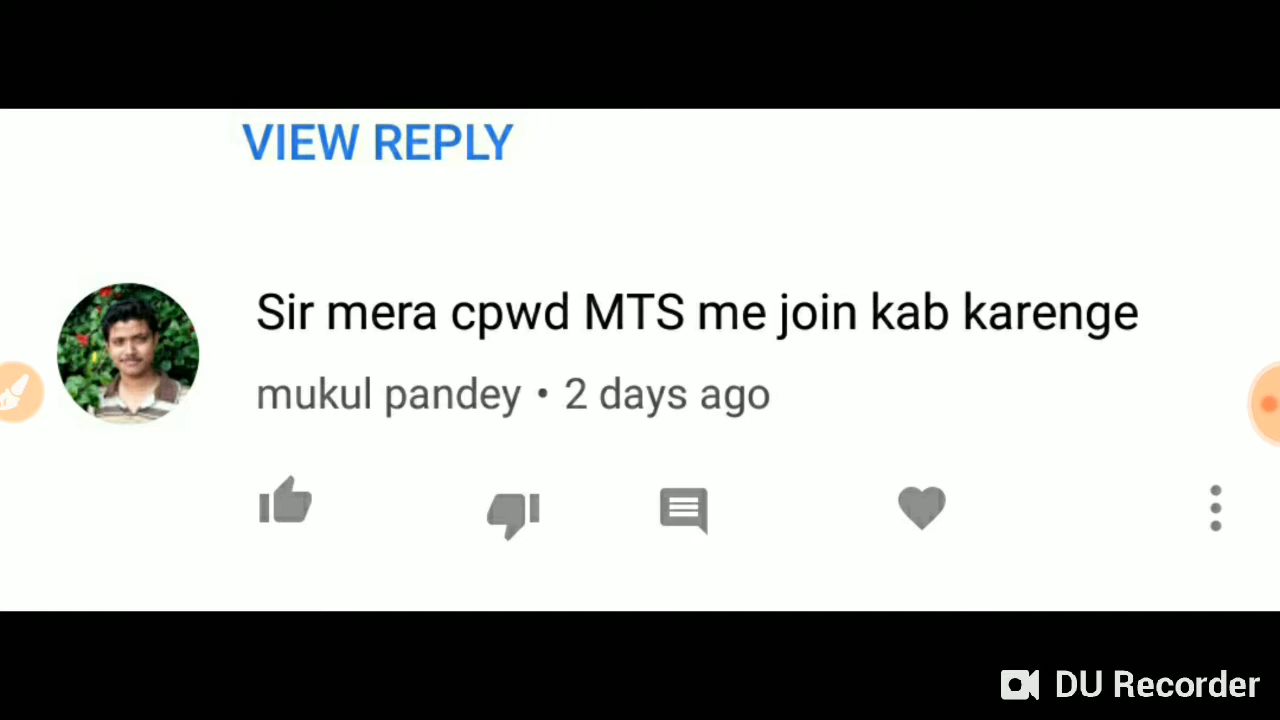 VIEW REPLY
Sir mera cpwd MTS me join kab karenge
mukul pandey • 2 days ago
DU Recorder